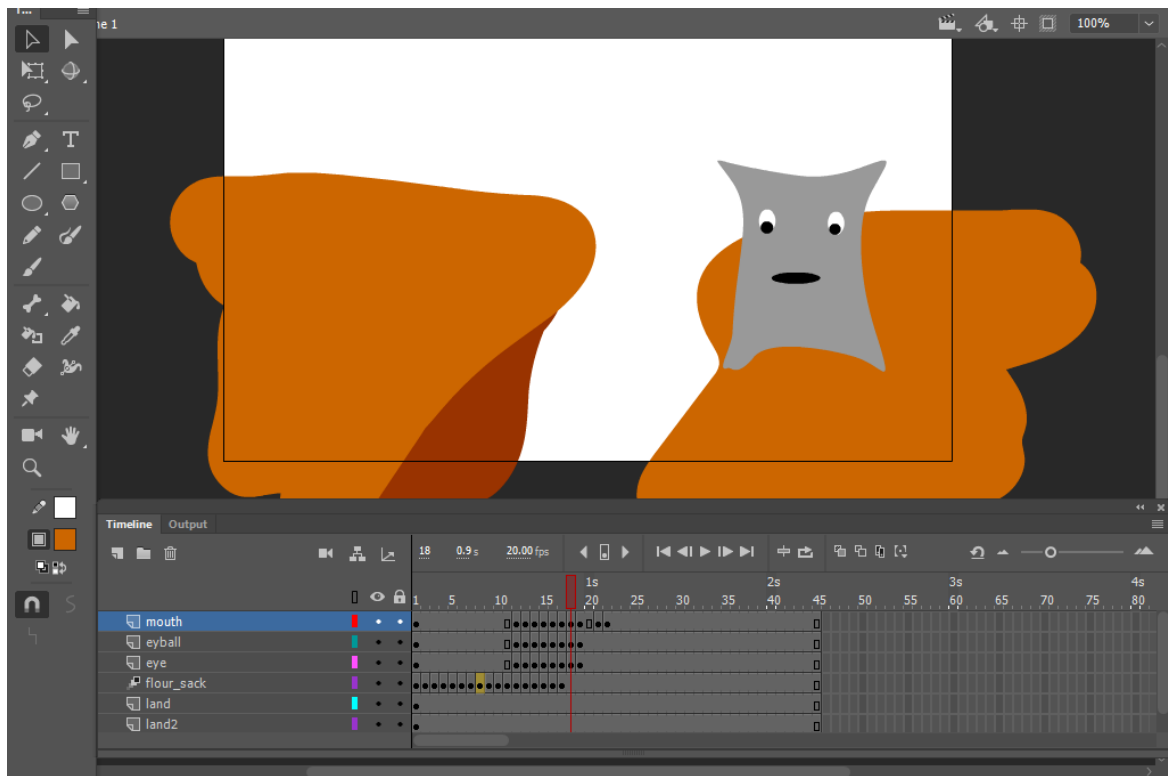 ne 1
100%
T
Timeline Output
18 0.9 s 20.00 fps
1s 2s 3s 4s
1 5 10 15 20 25 30 35 40 45 50 55 60 65 70 75 80
mouth
eyball
eye
flour_sack
land
land2